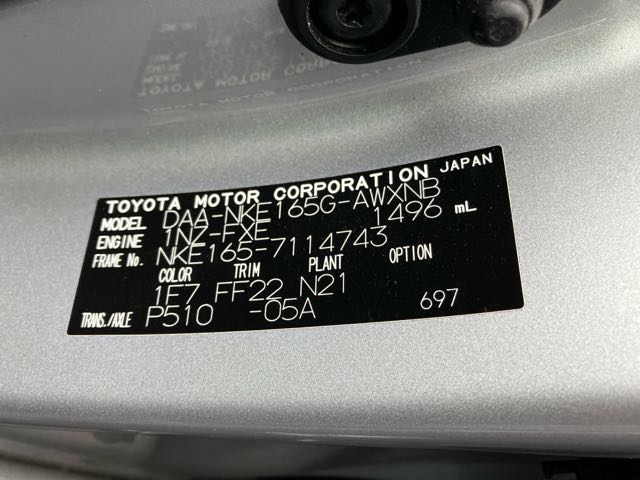 TOYOTA MOTOR CORPORATION JAPAN
MODEL DAA-NKE165G-AWXNB
ENGINE 1NZ-FXE 1496 mL
FRAME No. NKE165-7114743
COLOR TRIM PLANT OPTION
1E7 FF22 N21
TRANS./AXLE P510 -05A 697